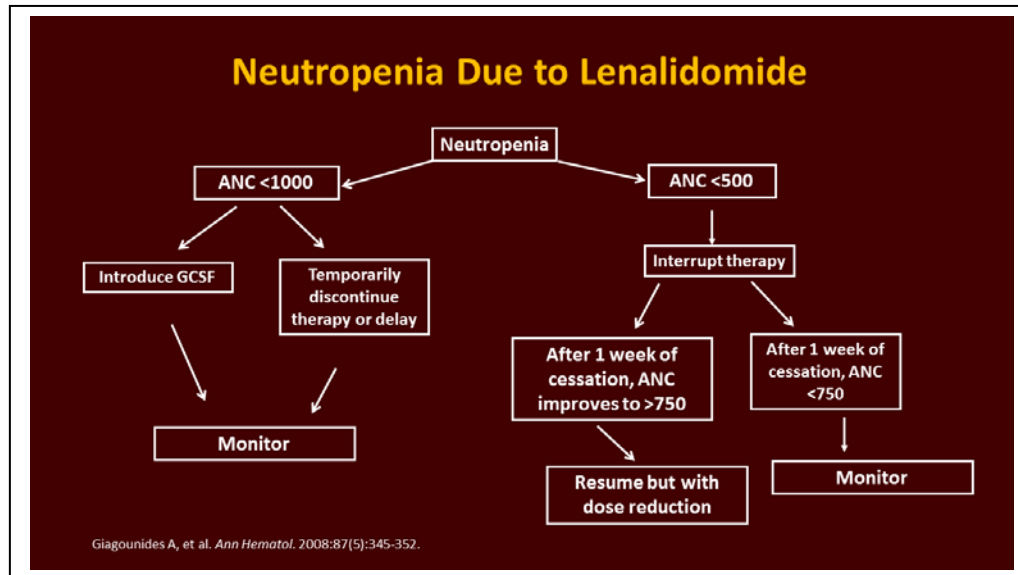 Neutropenia Due to Lenalidomide
Neutropenia
ANC <1000
ANC <500
Introduce GCSF
Temporarily
discontinue
therapy or delay
Interrupt therapy
After 1 week of
cessation, ANC
improves to >750
After 1 week of
cessation, ANC
<750
Monitor
Resume but with
dose reduction
Monitor
Giagounides A, et al. Ann Hematol. 2008:87(5):345-352.